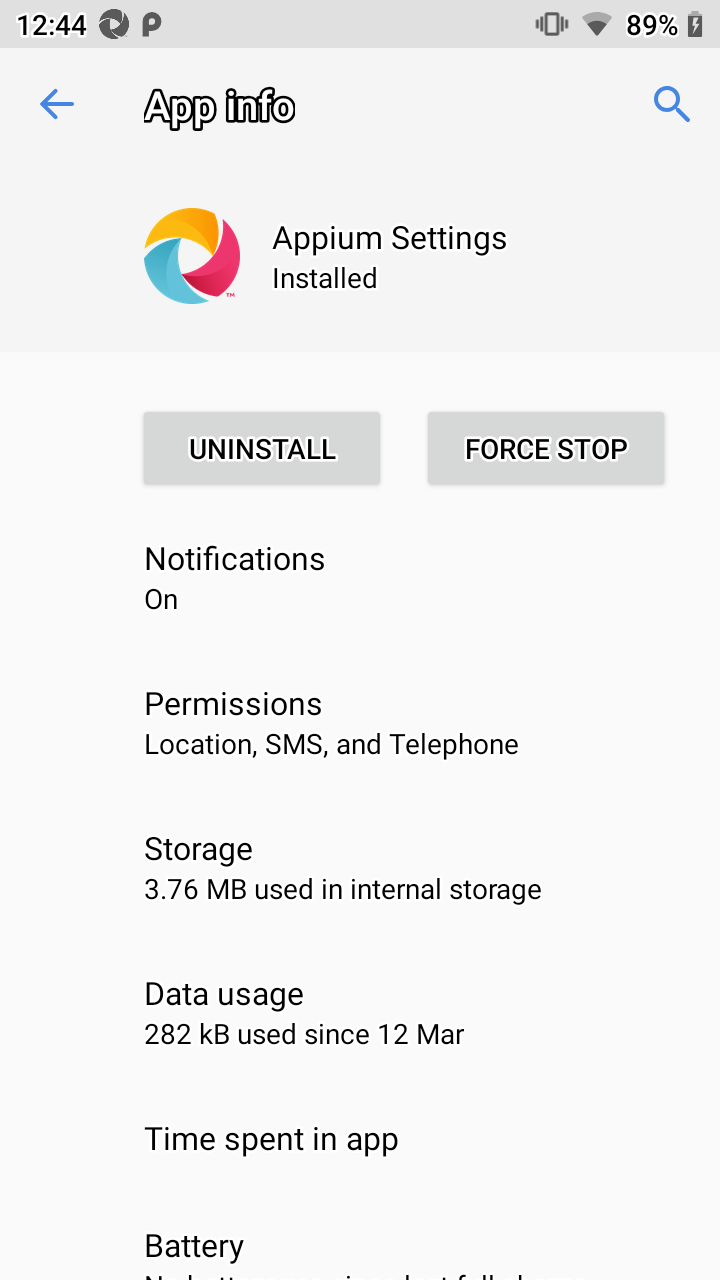 12:44 89%
App info
Appium Settings
Installed
TM
UNINSTALL FORCE STOP
Notifications
On
Permissions
Location, SMS, and Telephone
Storage
3.76 MB used in internal storage
Data usage
282 kB used since 12 Mar
Time spent in app
Battery